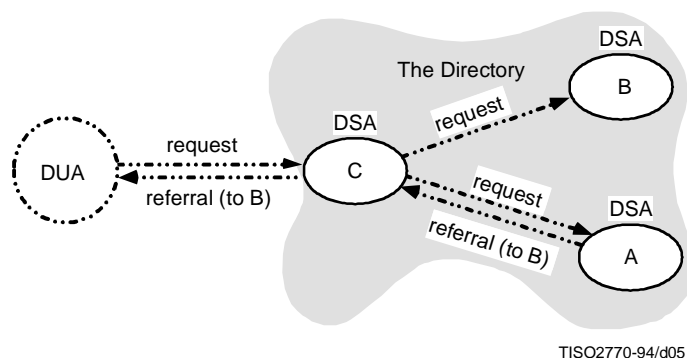 DSA
The Directory
B
request
DSA
request
DUA
C
referral (to B)
request
DSA
referral (to B)
A
TISO2770-94/d05